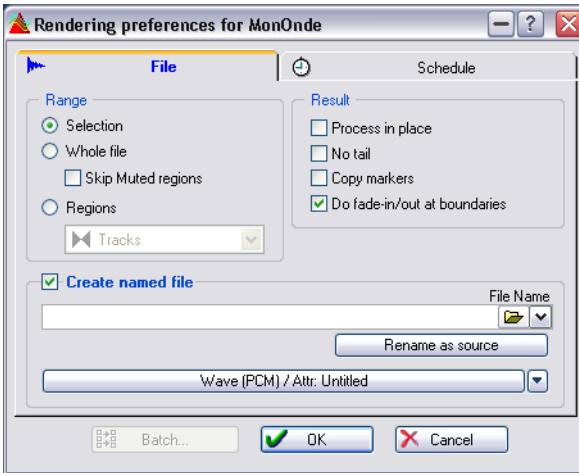 Rendering preferences for MonOnde
File
Schedule
Range
Selection
Whole file
Skip Muted regions
Regions
Tracks
Result
Process in place
No tail
Copy markers
Do fade-in/out at boundaries
Create named file
File Name
Rename as source
Wave (PCM) / Attr: Untitled
Batch...
OK
Cancel